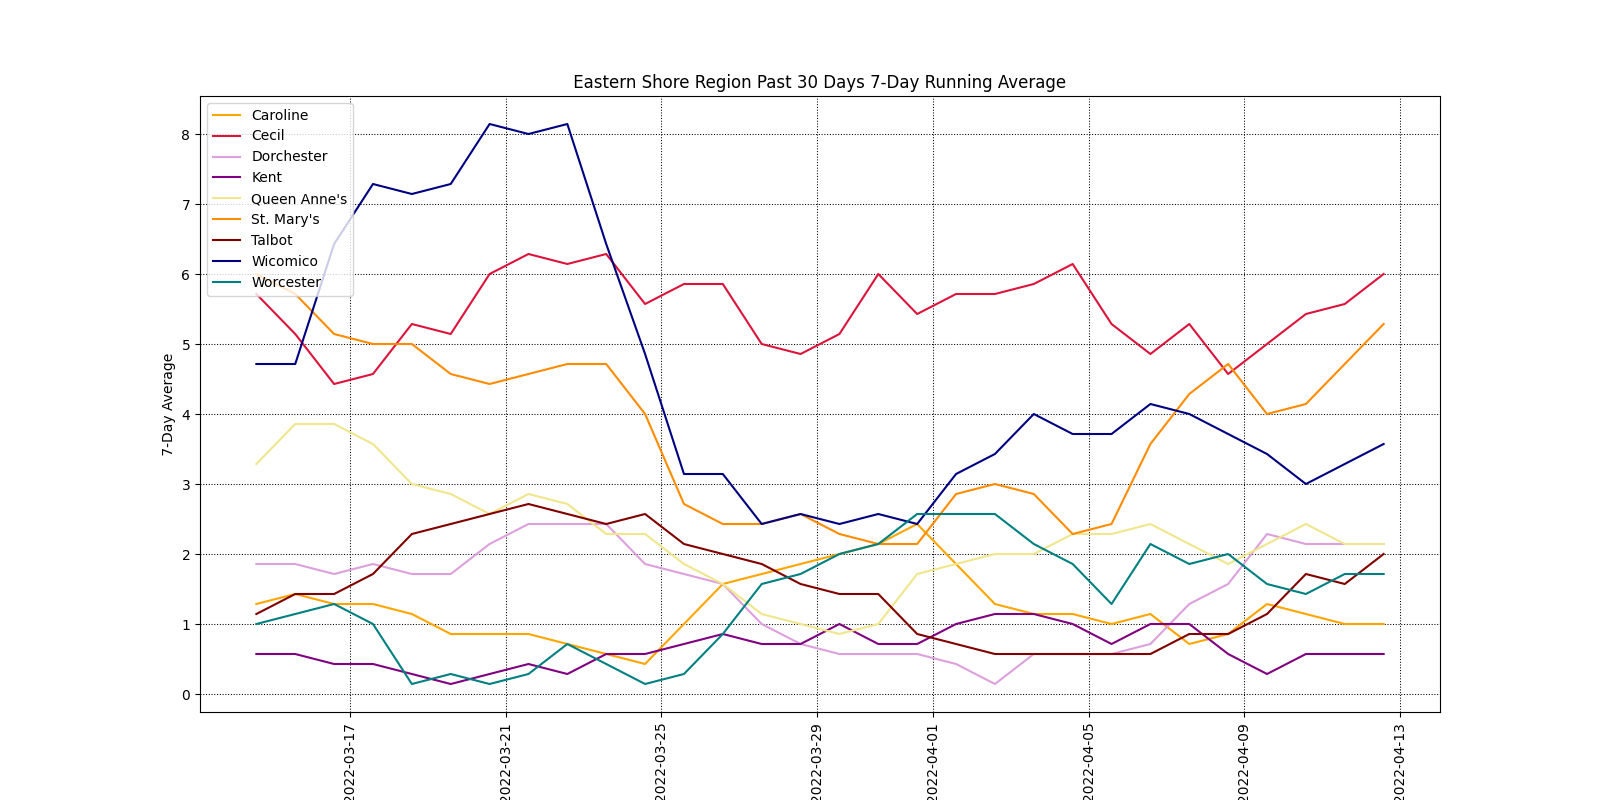 Eastern Shore Region Past 30 Days 7-Day Running Average
Caroline
Cecil
Dorchester
Kent
Queen Anne's
St. Mary's
Talbot
Wicomico
Worcester
7-Day Average
8
7
6
5
4
3
2
1
0
2022-03-17
2022-03-21
2022-03-25
2022-03-29
2022-04-01
2022-04-05
2022-04-09
2022-04-13